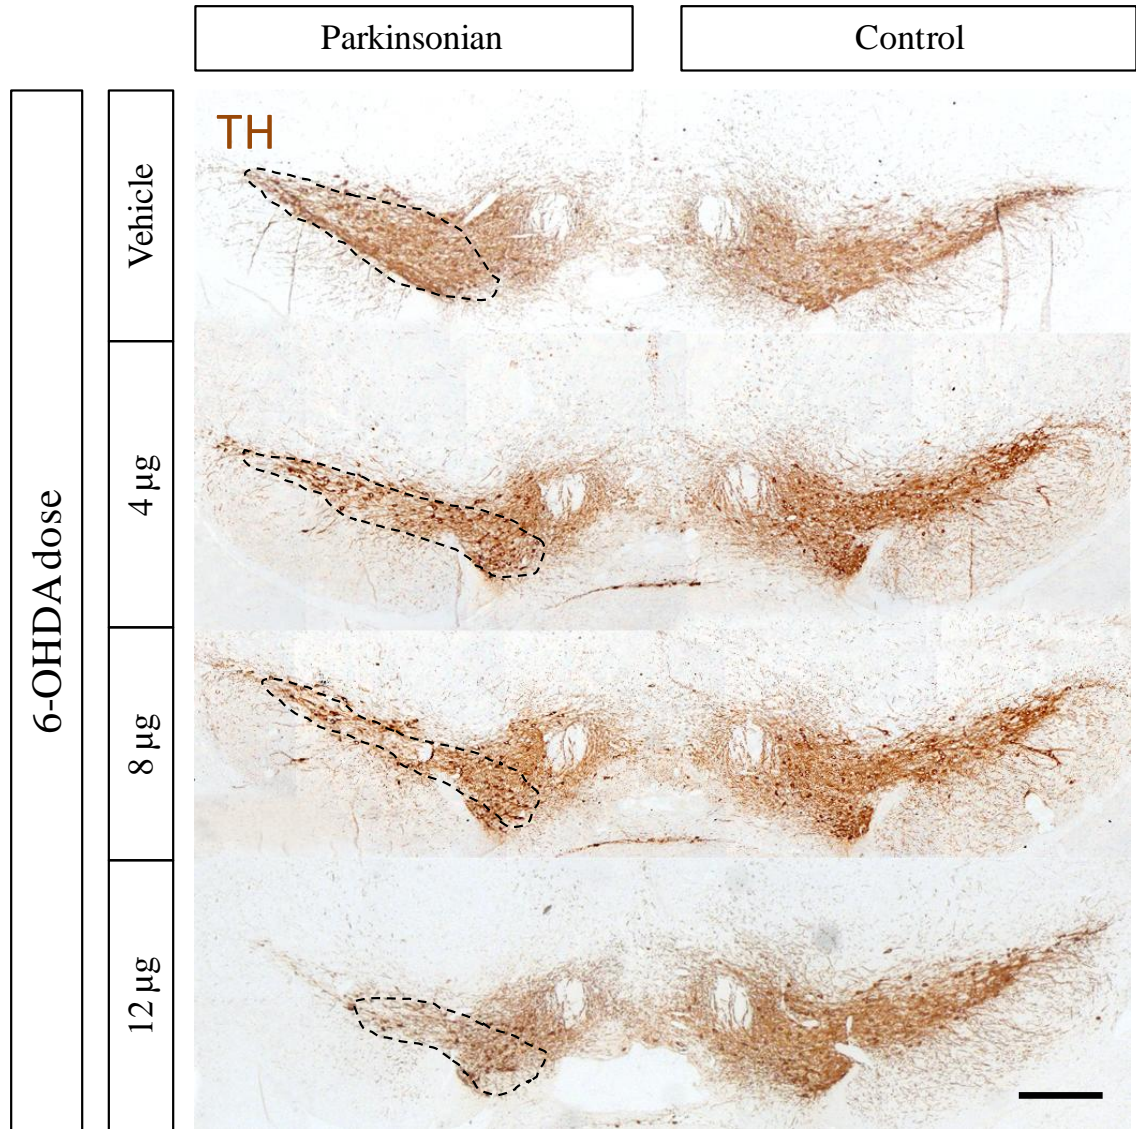 Parkinsonian
Control
6-OHDA dose
Vehicle
TH
4 µg
8 µg
12 µg